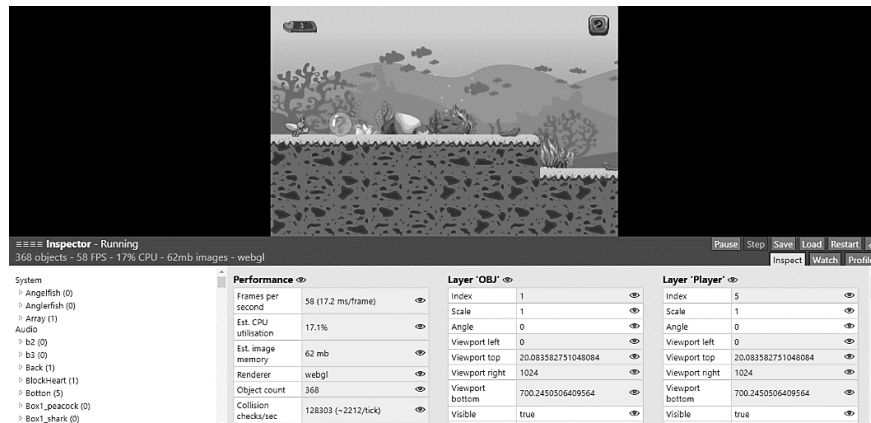 3
≡≡≡≡ Inspector - Running
Pause Step Save Load Restart
368 objects - 58 FPS - 17% CPU - 62mb images - webgl
Inspect Watch Profile
System
Angelfish (0)
Anglerfish (0)
Array (1)
Audio
b2 (0)
b3 (0)
Back (1)
BlockHeart (1)
Botton (5)
Box1_peacock (0)
Box1_shark (0)
Performance
Frames per second 58 (17.2 ms/frame)
Est. CPU utilisation 17.1%
Est. image memory 62 mb
Renderer webgl
Object count 368
Collision checks/sec 128303 (~2212/tick)
Layer 'OBJ'
Index 1
Scale 1
Angle 0
Viewport left 0
Viewport top 20.083582751048084
Viewport right 1024
Viewport bottom 700.2450506409564
Visible true
Layer 'Player'
Index 5
Scale 1
Angle 0
Viewport left 0
Viewport top 20.083582751048084
Viewport right 1024
Viewport bottom 700.2450506409564
Visible true